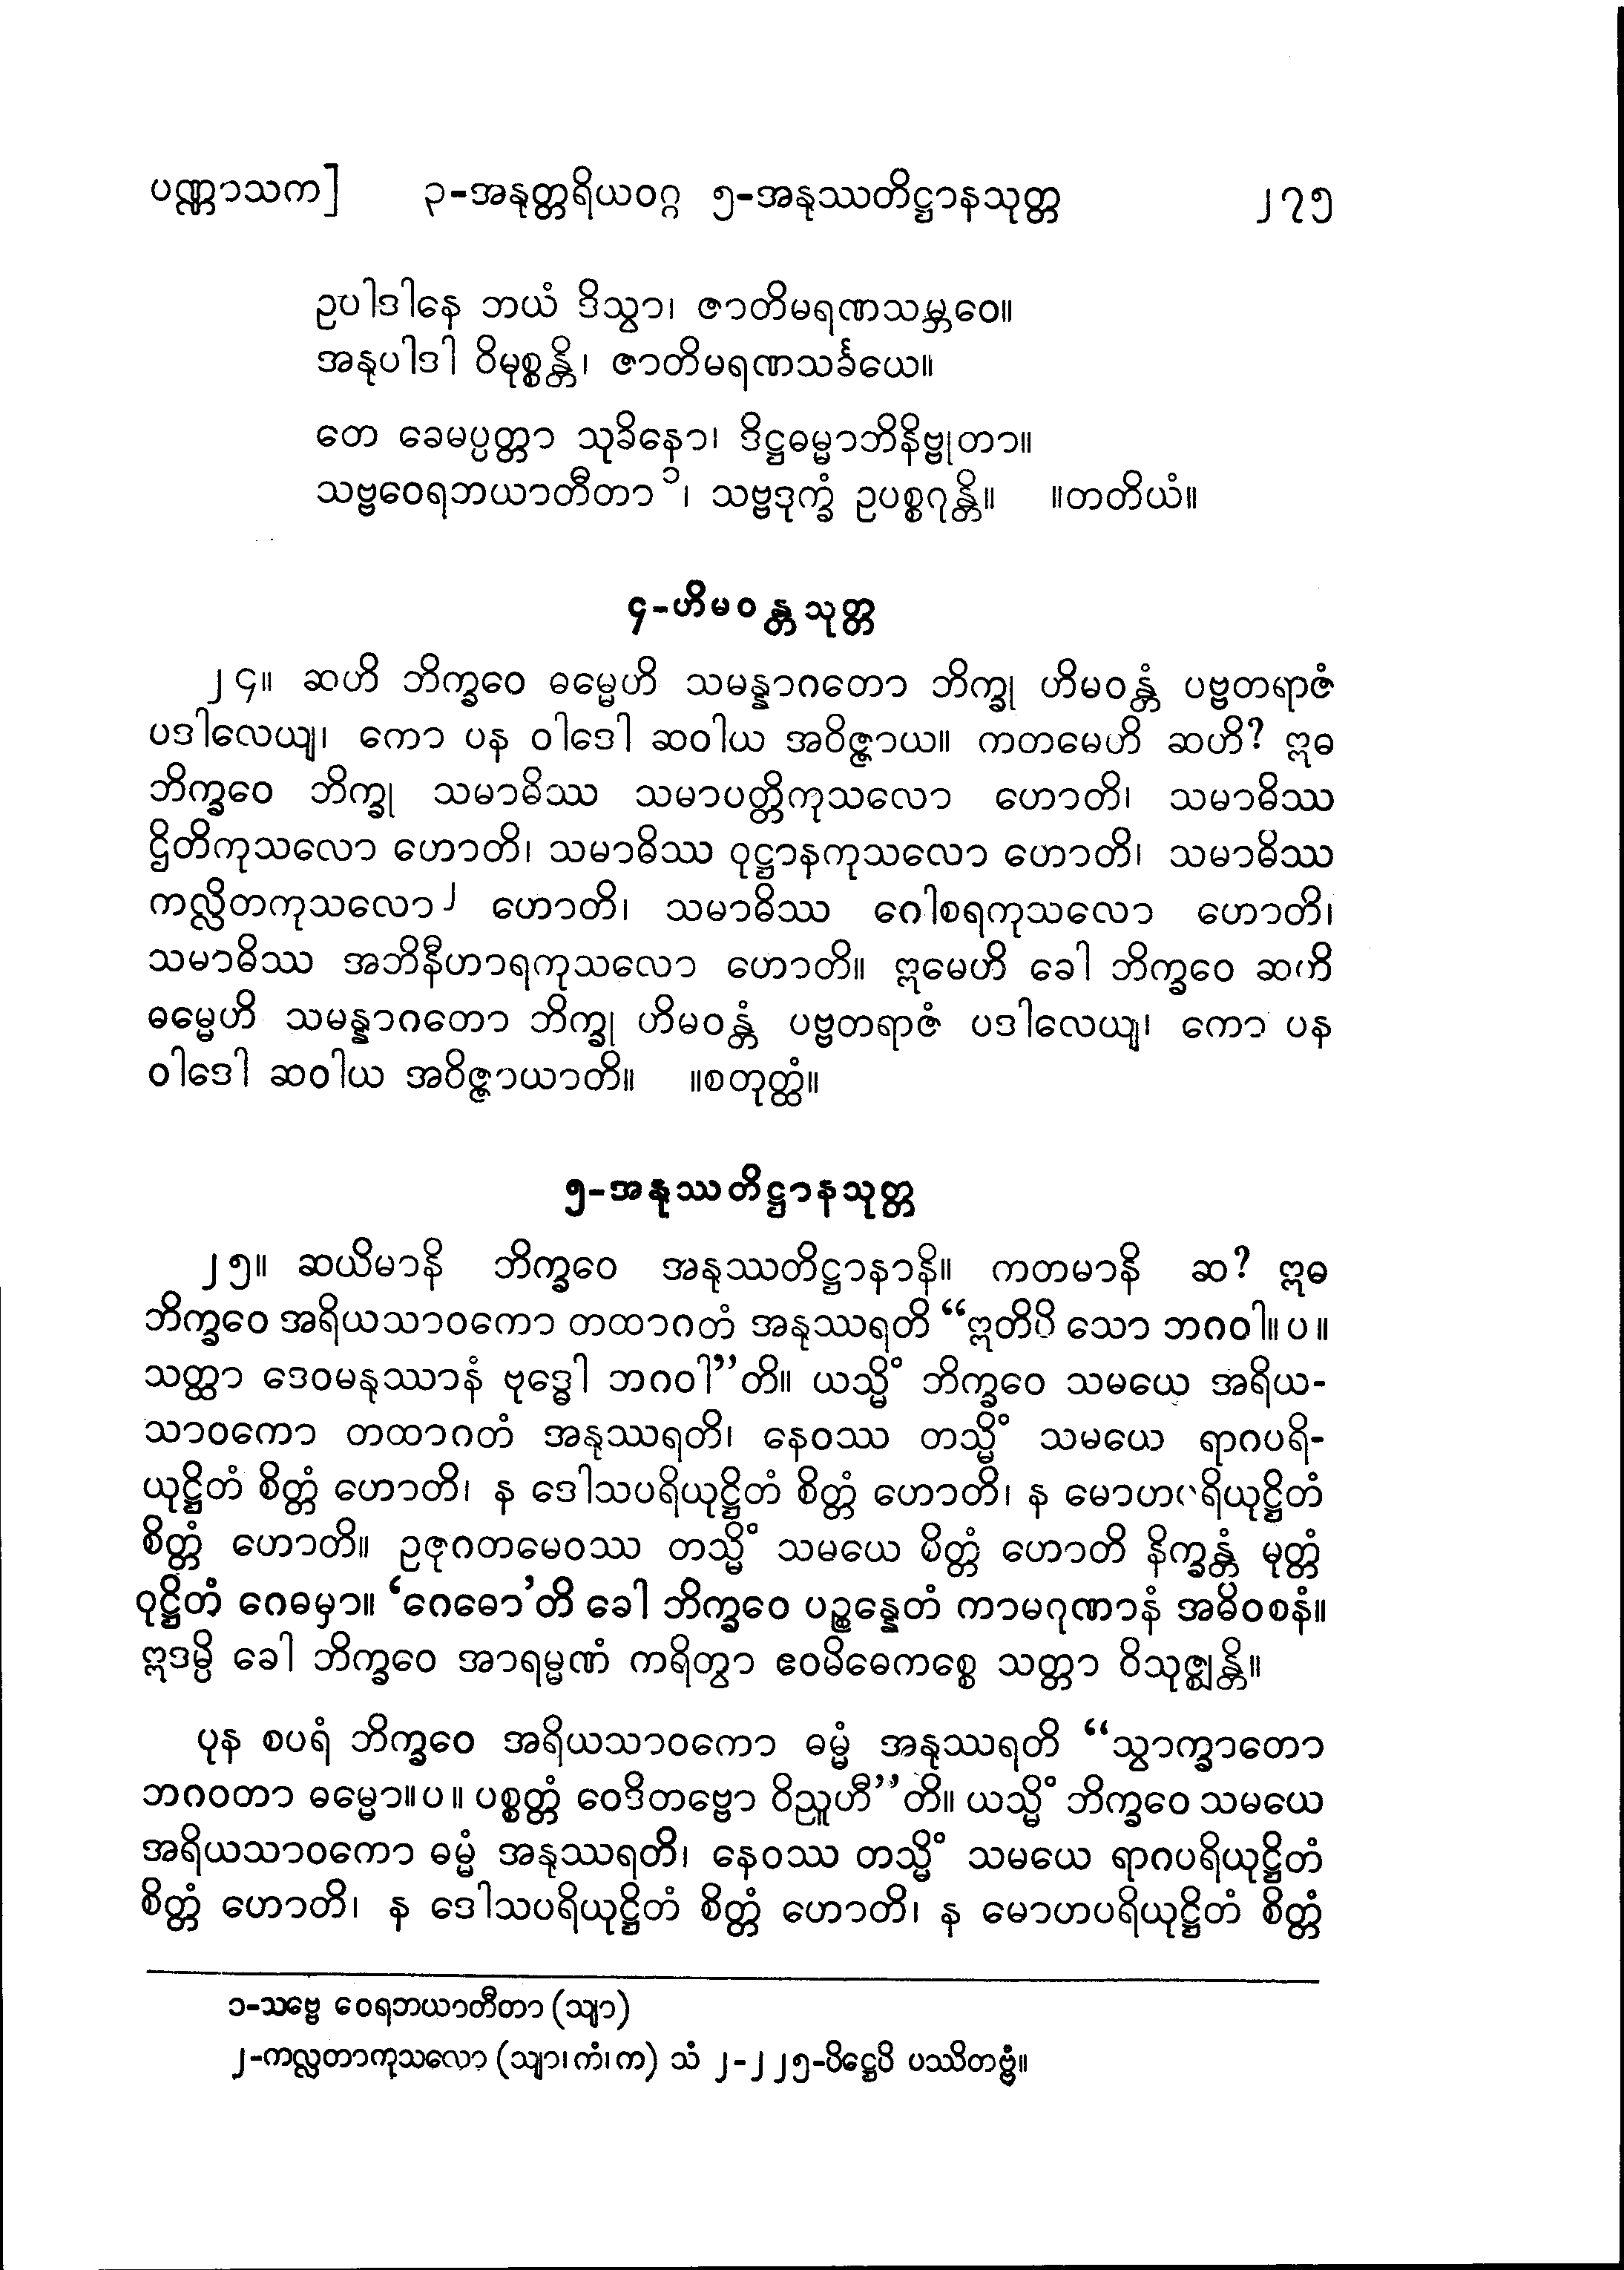 ပဏ္ဏာသက] ၃-အနုတ္တရိယဝဂ္ဂ ၅-အနုဿတိဋ္ဌာနသုတ္တ ၂၇၅
ဥပါဒါနေ ဘယံ ဒိသွာ၊ ဇာတိမရဏသမ္ဘဝေ။
အနုပါဒါ ဝိမုစ္စန္တိ၊ ဇာတိမရဏသင်္ခယေ။
တေ ခေမပ္ပတ္တာ သုခိနော၊ ဒိဋ္ဌဓမ္မာဘိနိဗ္ဗုတာ။
သဗ္ဗဝေရဘယာတီတာ ၁၊ သဗ္ဗဒုက္ခံ ဥပစ္စဂုန္တိ။ ။တတိယံ။
၄-ဟိမဝန္တသုတ္တ
၂၄။ ဆဟိ ဘိက္ခဝေ ဓမ္မေဟိ သမန္နာဂတော ဘိက္ခု ဟိမဝန္တံ ပဗ္ဗတရာဇံ
ပဒါလေယျ၊ ကော ပန ဝါဒေါ ဆဝါယ အဝိဇ္ဇာယ။ ကတမေဟိ ဆဟိ? ဣဓ
ဘိက္ခဝေ ဘိက္ခု သမာဓိဿ သမာပတ္တိကုသလော ဟောတိ၊ သမာဓိဿ
ဌိတိကုသလော ဟောတိ၊ သမာဓိဿ ဝုဋ္ဌာနကုသလော ဟောတိ၊ သမာဓိဿ
ကလ္လိတကုသလော၂ ဟောတိ၊ သမာဓိဿ ဂေါစရကုသလော ဟောတိ၊
သမာဓိဿ အဘိနီဟာရကုသလော ဟောတိ။ ဣမေဟိ ခေါ ဘိက္ခဝေ ဆဟိ
ဓမ္မေဟိ သမန္နာဂတော ဘိက္ခု ဟိမဝန္တံ ပဗ္ဗတရာဇံ ပဒါလေယျ၊ ကော ပန
ဝါဒေါ ဆဝါယ အဝိဇ္ဇာယာတိ။ ။စတုတ္ထံ။
၅-အနုဿတိဋ္ဌာနသုတ္တ
၂၅။ ဆယိမာနိ ဘိက္ခဝေ အနုဿတိဋ္ဌာနာနိ။ ကတမာနိ ဆ? ဣဓ
ဘိက္ခဝေ အရိယသာဝကော တထာဂတံ အနုဿရတိ “ဣတိပိ သော ဘဂဝါ။ပ။
သတ္ထာ ဒေဝမနုဿာနံ ဗုဒ္ဓေါ ဘဂဝါ”တိ။ ယသ္မိံ ဘိက္ခဝေ သမယေ အရိယ-
သာဝကော တထာဂတံ အနုဿရတိ၊ နေဝဿ တသ္မိံ သမယေ ရာဂပရိ-
ယုဋ္ဌိတံ စိတ္တံ ဟောတိ၊ န ဒေါသပရိယုဋ္ဌိတံ စိတ္တံ ဟောတိ၊ န မောဟပရိယုဋ္ဌိတံ
စိတ္တံ ဟောတိ။ ဥဇုဂတမေဝဿ တသ္မိံ သမယေ စိတ္တံ ဟောတိ နိက္ခန္တံ မုတ္တံ
ဝုဋ္ဌိတံ ဂေဓမှာ။ ‘ဂေဓော’တိ ခေါ ဘိက္ခဝေ ပဉ္စန္နေတံ ကာမဂုဏာနံ အဓိဝစနံ။
ဣဒမ္ပိ ခေါ ဘိက္ခဝေ အာရမ္မဏံ ကရိတွာ ဧဝမိဓေကစ္စေ သတ္တာ ဝိသုဇ္ဈန္တိ။
ပုန စပရံ ဘိက္ခဝေ အရိယသာဝကော ဓမ္မံ အနုဿရတိ “သွာက္ခာတော
ဘဂဝတာ ဓမ္မော။ပ။ ပစ္စတ္တံ ဝေဒိတဗ္ဗော ဝိညူဟီ”တိ။ ယသ္မိံ ဘိက္ခဝေ သမယေ
အရိယသာဝကော ဓမ္မံ အနုဿရတိ၊ နေဝဿ တသ္မိံ သမယေ ရာဂပရိယုဋ္ဌိတံ
စိတ္တံ ဟောတိ၊ န ဒေါသပရိယုဋ္ဌိတံ စိတ္တံ ဟောတိ၊ န မောဟပရိယုဋ္ဌိတံ စိတ္တံ
၁-သဗ္ဗေ ဝေရဘယာတီတာ (သျာ)
၂-ကလ္လတာကုသလော (သျာ၊ကံ၊က) သံ ၂-၂၂၅-ပိဋ္ဌေပိ ပဿိတဗ္ဗံ။